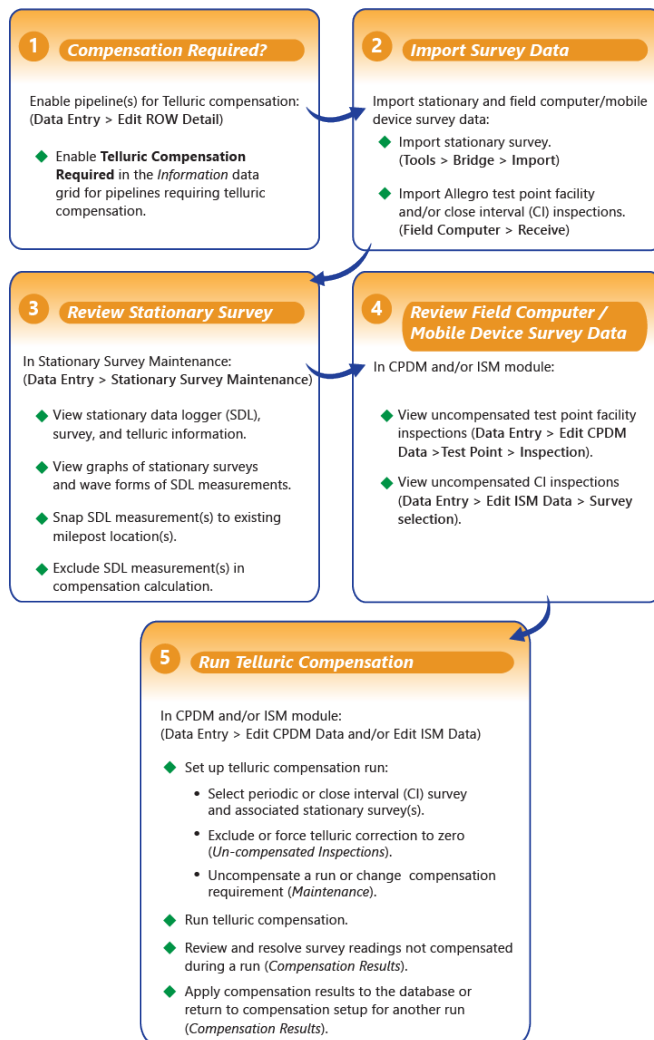 1 Compensation Required?
Enable pipeline(s) for Telluric compensation:
(Data Entry > Edit ROW Detail)
Enable Telluric Compensation
Required in the Information data
grid for pipelines requiring telluric
compensation.
2 Import Survey Data
Import stationary and field computer/mobile
device survey data:
Import stationary survey.
(Tools > Bridge > Import)
Import Allegro test point facility
and/or close interval (CI) inspections.
(Field Computer > Receive)
3 Review Stationary Survey
In Stationary Survey Maintenance:
(Data Entry > Stationary Survey Maintenance)
View stationary data logger (SDL),
survey, and telluric information.
View graphs of stationary surveys
and wave forms of SDL measurements.
Snap SDL measurement(s) to existing
milepost location(s).
Exclude SDL measurement(s) in
compensation calculation.
4 Review Field Computer /
Mobile Device Survey Data
In CPDM and/or ISM module:
View uncompensated test point facility
inspections (Data Entry > Edit CPDM
Data >Test Point > Inspection).
View uncompensated CI inspections
(Data Entry > Edit ISM Data > Survey
selection).
5 Run Telluric Compensation
In CPDM and/or ISM module:
(Data Entry > Edit CPDM Data and/or Edit ISM Data)
Set up telluric compensation run:
• Select periodic or close interval (CI) survey
and associated stationary survey(s).
• Exclude or force telluric correction to zero
(Un-compensated Inspections).
• Uncompensate a run or change compensation
requirement (Maintenance).
Run telluric compensation.
Review and resolve survey readings not compensated
during a run (Compensation Results).
Apply compensation results to the database or
return to compensation setup for another run
(Compensation Results).